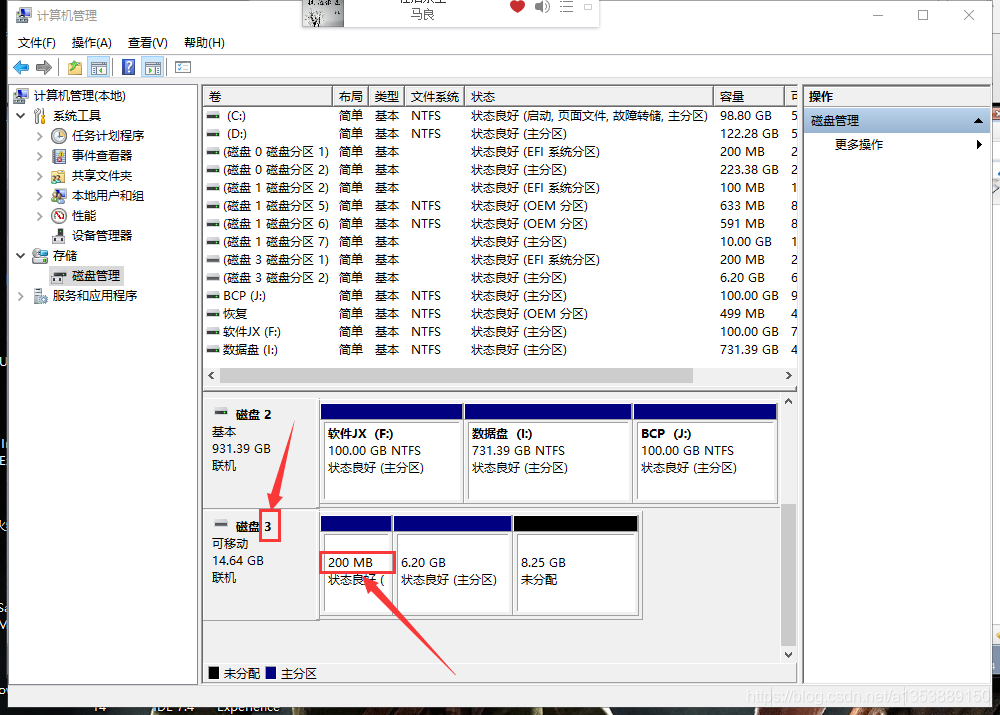 计算机管理
马良
文件(F) 操作(A) 查看(V) 帮助(H)
计算机管理(本地)
系统工具
任务计划程序
事件查看器
共享文件夹
本地用户和组
性能
设备管理器
存储
磁盘管理
服务和应用程序
卷 布局 类型 文件系统 状态 容量
(C:) 简单 基本 NTFS 状态良好 (启动, 页面文件, 故障转储, 主分区) 98.80 GB 5
(D:) 简单 基本 NTFS 状态良好 (主分区) 122.28 GB 5
(磁盘 0 磁盘分区 1) 简单 基本 状态良好 (EFI 系统分区) 200 MB 2
(磁盘 0 磁盘分区 2) 简单 基本 状态良好 (主分区) 223.38 GB 2
(磁盘 1 磁盘分区 2) 简单 基本 状态良好 (EFI 系统分区) 100 MB 1
(磁盘 1 磁盘分区 5) 简单 基本 NTFS 状态良好 (OEM 分区) 633 MB 8
(磁盘 1 磁盘分区 6) 简单 基本 NTFS 状态良好 (OEM 分区) 591 MB 8
(磁盘 1 磁盘分区 7) 简单 基本 状态良好 (主分区) 10.00 GB 1
(磁盘 3 磁盘分区 1) 简单 基本 状态良好 (EFI 系统分区) 200 MB 2
(磁盘 3 磁盘分区 2) 简单 基本 状态良好 (主分区) 6.20 GB 6
BCP (J:) 简单 基本 NTFS 状态良好 (主分区) 100.00 GB 9
恢复 简单 基本 NTFS 状态良好 (OEM 分区) 499 MB 4
软件JX (F:) 简单 基本 NTFS 状态良好 (主分区) 100.00 GB 7
数据盘 (I:) 简单 基本 NTFS 状态良好 (主分区) 731.39 GB 4
磁盘 2
基本
931.39 GB
联机
软件JX (F:)
100.00 GB NTFS
状态良好 (主分区)
数据盘 (I:)
731.39 GB NTFS
状态良好 (主分区)
BCP (J:)
100.00 GB NTFS
状态良好 (主分区)
磁盘 3
可移动
14.64 GB
联机
200 MB
状态良好 (
6.20 GB
状态良好 (主分区)
8.25 GB
未分配
未分配 主分区
操作
磁盘管理
更多操作
https://blog.csdn.net/a1353889150